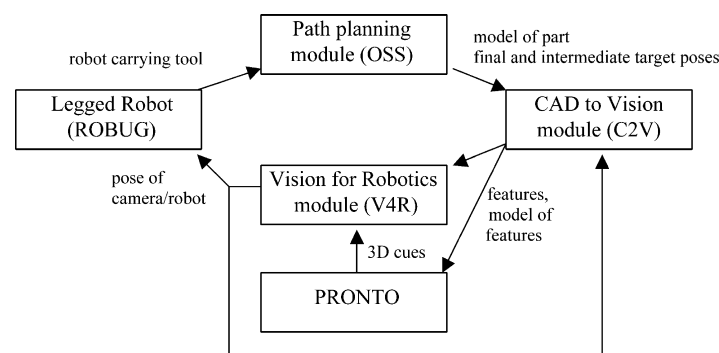 Path planning
module (OSS)
robot carrying tool
model of part
final and intermediate target poses
Legged Robot
(ROBUG)
CAD to Vision
module (C2V)
pose of
camera/robot
Vision for Robotics
module (V4R)
features,
model of
features
3D cues
PRONTO